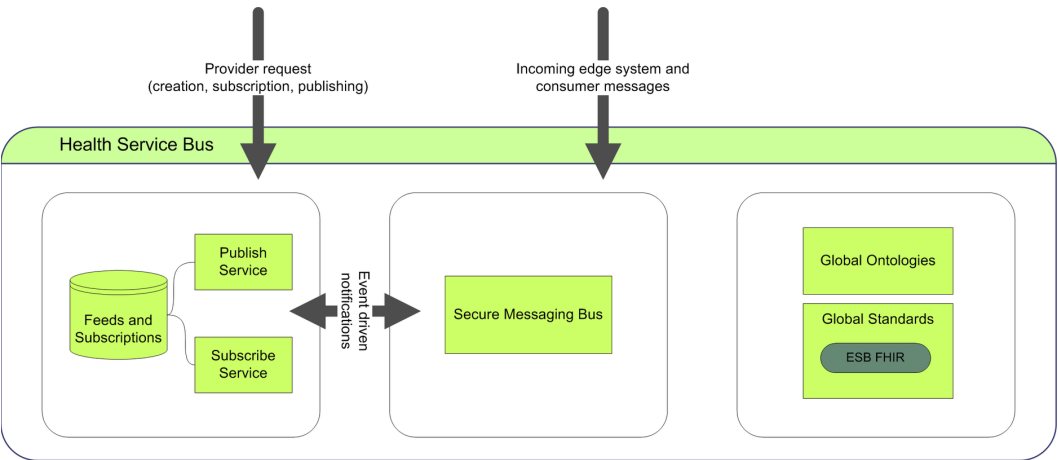 Provider request
(creation, subscription, publishing)
Incoming edge system and
consumer messages
Health Service Bus
Publish
Service
Feeds and
Subscriptions
Subscribe
Service
Event driven
notifications
Secure Messaging Bus
Global Ontologies
Global Standards
ESB FHIR